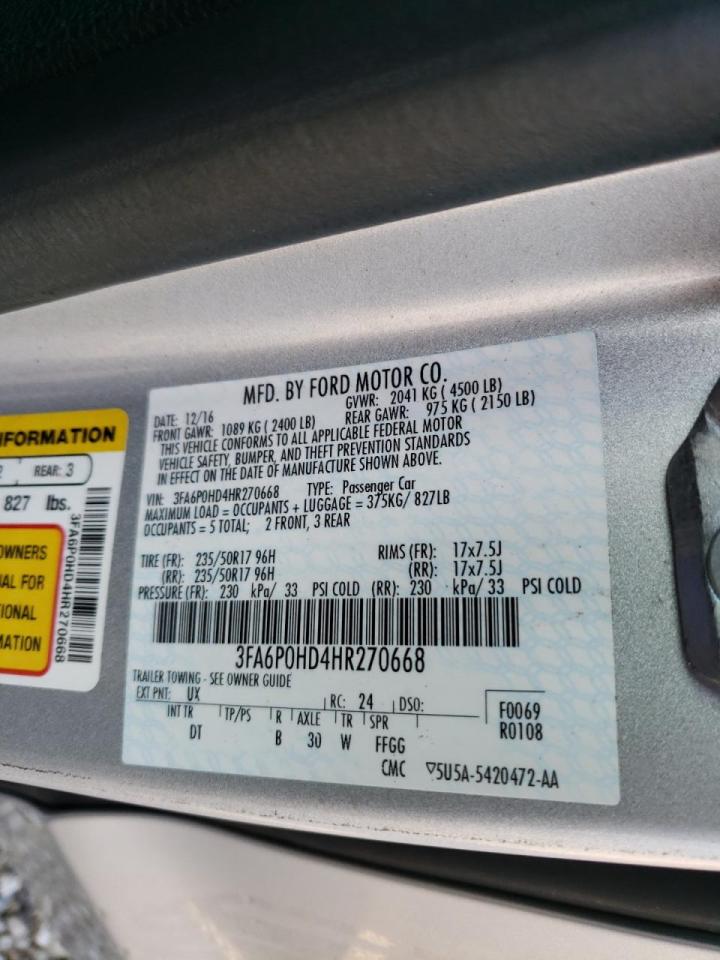 MFD. BY FORD MOTOR CO.
DATE: 12/16 GVWR: 2041 KG (4500 LB)
FRONT GAWR: 1089 KG (2400 LB) REAR GAWR: 975 KG (2150 LB)
THIS VEHICLE CONFORMS TO ALL APPLICABLE FEDERAL MOTOR
VEHICLE SAFETY, BUMPER, AND THEFT PREVENTION STANDARDS
IN EFFECT ON THE DATE OF MANUFACTURE SHOWN ABOVE.
VIN: 3FA6P0HD4HR270668 TYPE: Passenger Car
MAXIMUM LOAD = OCCUPANTS + LUGGAGE = 375KG/ 827LB
OCCUPANTS = 5 TOTAL; 2 FRONT, 3 REAR
TIRE (FR): 235/50R17 96H RIMS (FR): 17x7.5J
(RR): 235/50R17 96H (RR): 17x7.5J
PRESSURE (FR): 230 kPa/ 33 PSI COLD (RR): 230 kPa/ 33 PSI COLD
3FA6P0HD4HR270668
TRAILER TOWING - SEE OWNER GUIDE
EXT PNT: UX RC: 24 DSO: F0069
INT TR TP/PS R AXLE TR SPR R0108
DT B 30 W FFGG
CMC ▽5U5A-5420472-AA
NFORMATION
2 REAR: 3
827 lbs.
OWNERS
AL FOR
IONAL
MATION
3FA6P0HD4HR270668